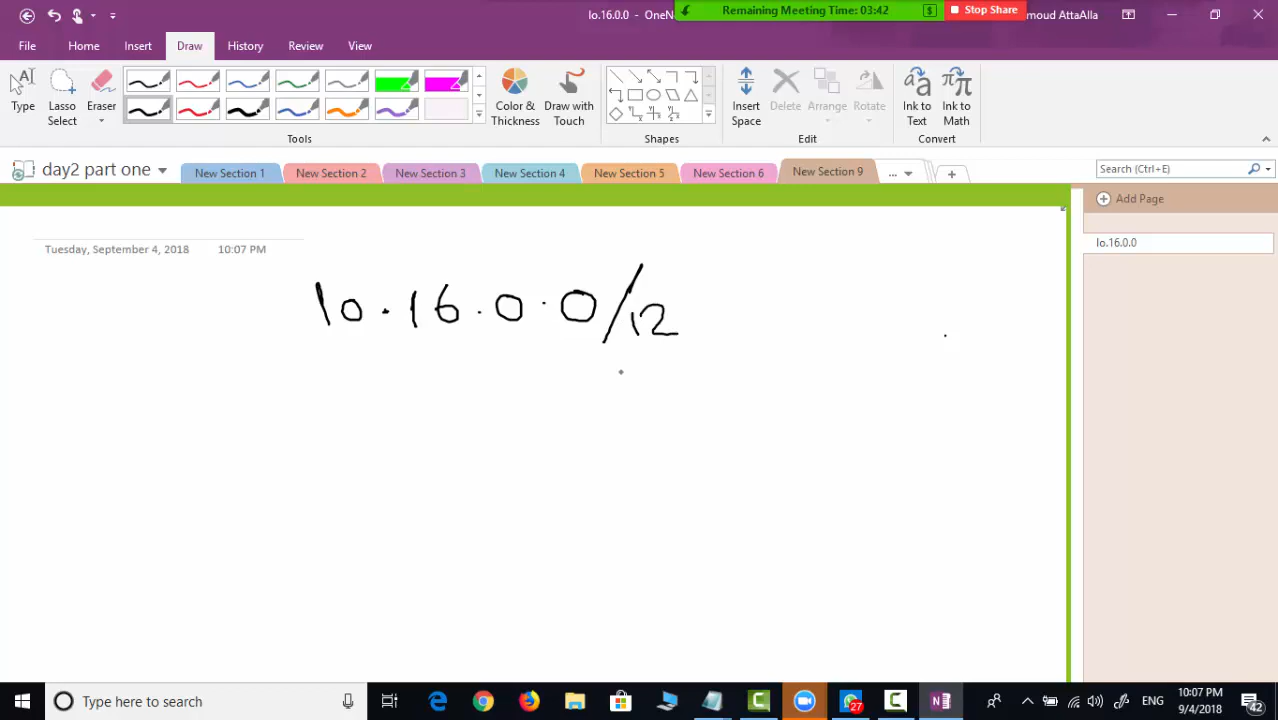 lo.16.0.0 - OneN
Remaining Meeting Time: 03:42
$
Stop Share
moud AttaAlla
File
Home
Insert
Draw
History
Review
View
Type
Lasso Select
Eraser
Color & Thickness
Draw with Touch
Insert Space
Delete
Arrange
Rotate
Ink to Text
Ink to Math
Tools
Shapes
Edit
Convert
day2 part one
New Section 1
New Section 2
New Section 3
New Section 4
New Section 5
New Section 6
New Section 9
...
Search (Ctrl+E)
Add Page
lo.16.0.0
Tuesday, September 4, 2018
10:07 PM
10.16.0.0/12
Type here to search
27
ENG
10:07 PM
9/4/2018
42